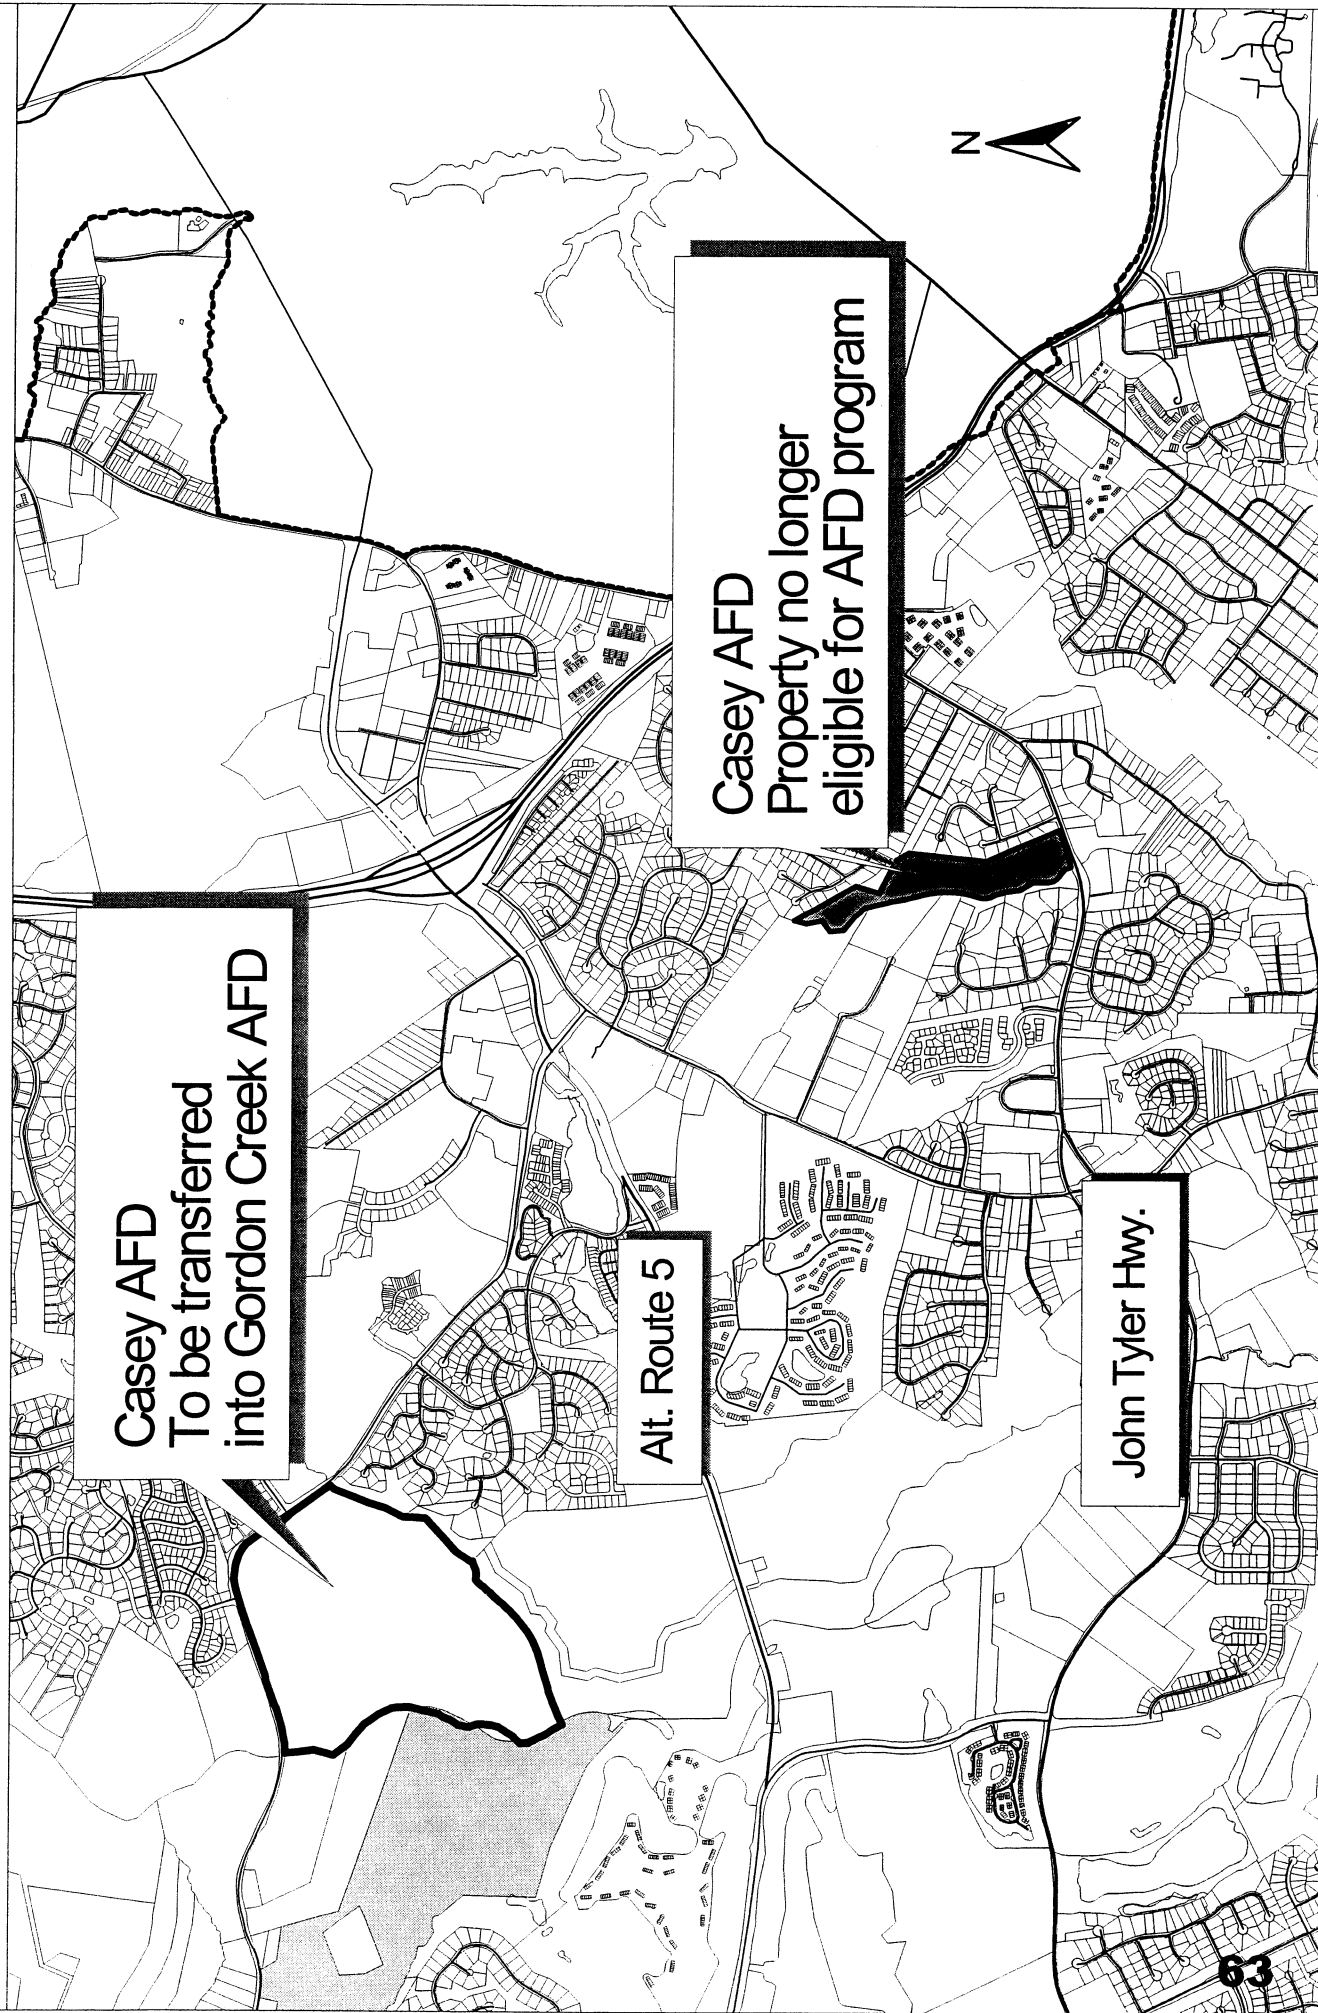 Casey AFD
To be transferred
into Gordon Creek AFD
Casey AFD
Property no longer
eligible for AFD program
N
Alt. Route 5
John Tyler Hwy.
63